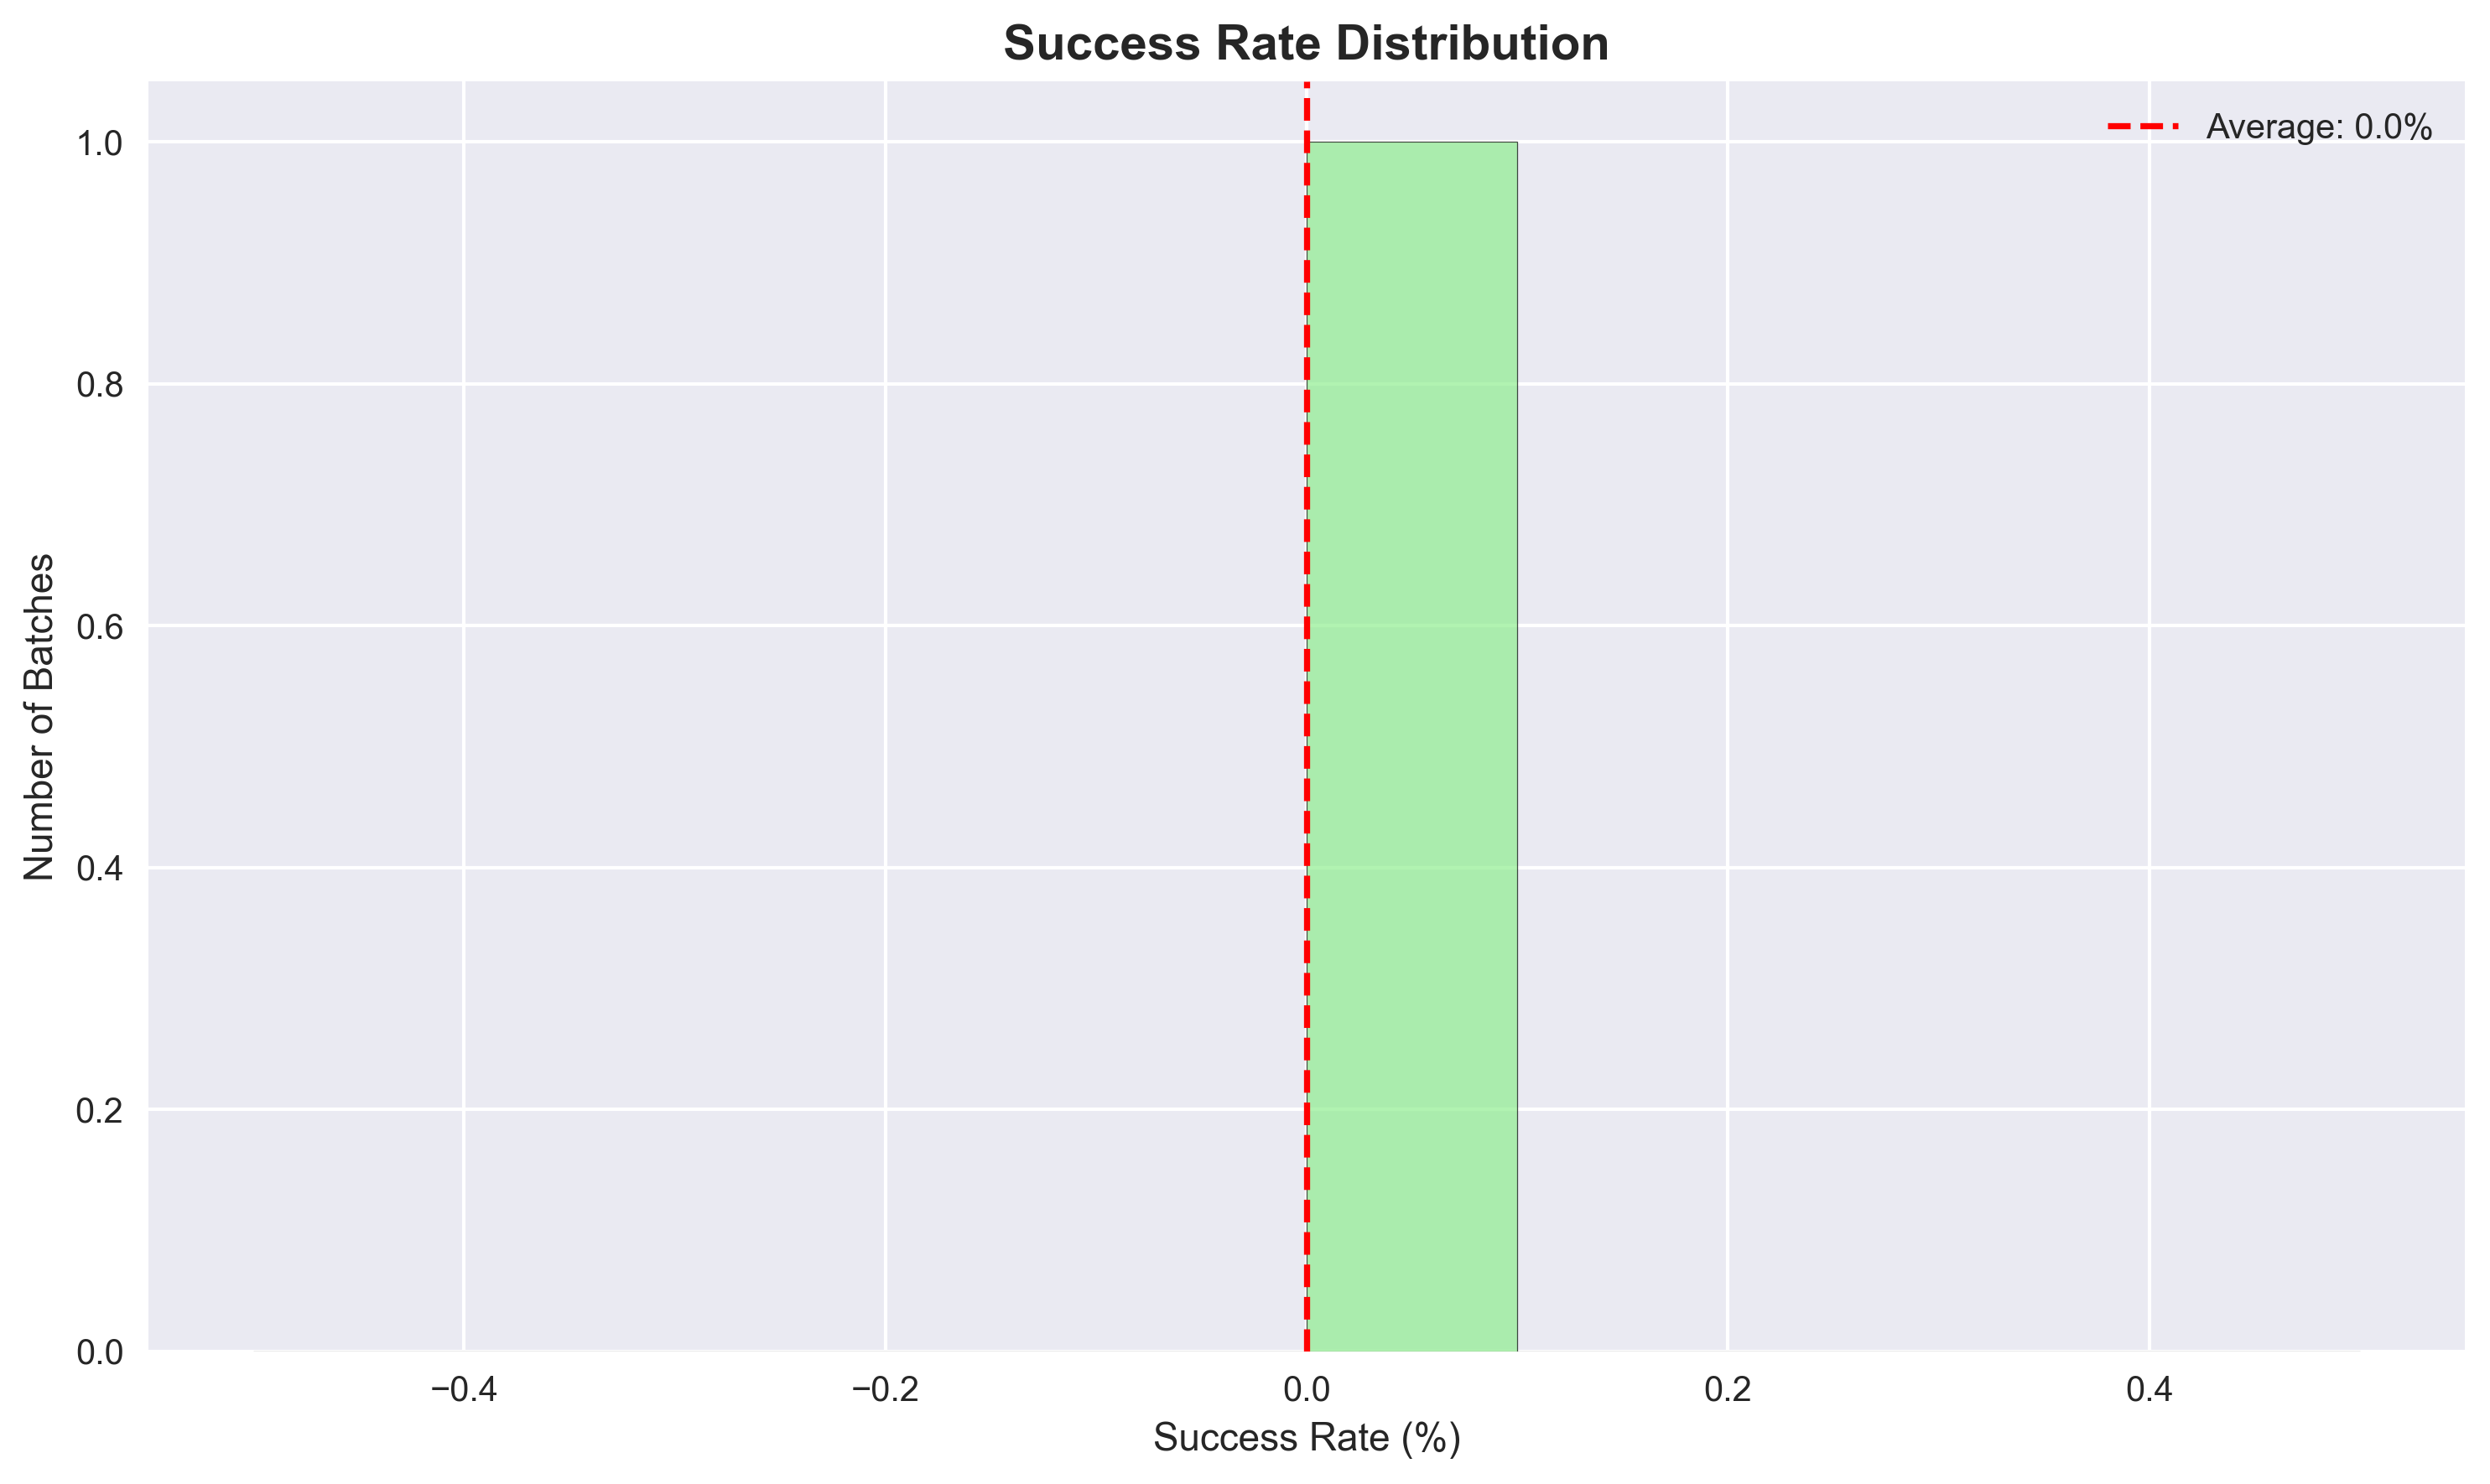 Success Rate Distribution
Average: 0.0%
Number of Batches
1.0
0.8
0.6
0.4
0.2
0.0
−0.4
−0.2
0.0
0.2
0.4
Success Rate (%)